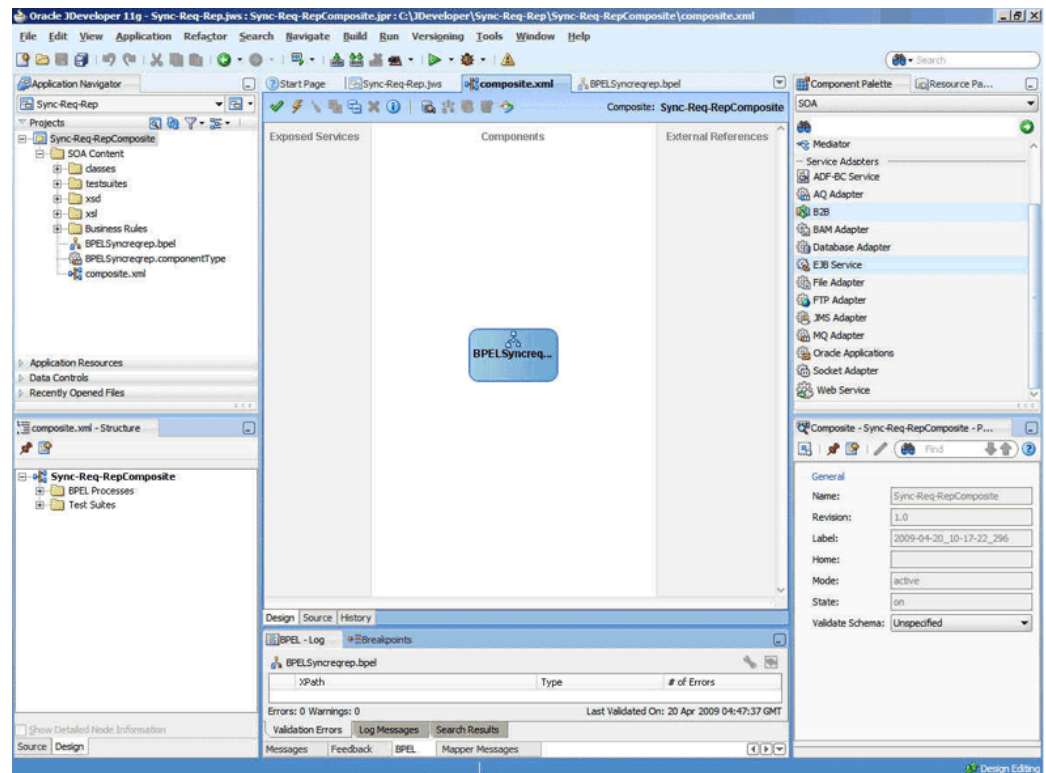 Oracle JDeveloper 11g - Sync-Req-Rep.jws : Sync-Req-RepComposite.jpr : C:\JDeveloper\Sync-Req-Rep\Sync-Req-RepComposite\composite.xml
File Edit View Application Refactor Search Navigate Build Run Versioning Tools Window Help
Search
Application Navigator
Sync-Req-Rep
Projects
Sync-Req-RepComposite
SOA Content
classes
testsuites
xsd
xsl
Business Rules
BPELSyncreqrep.bpel
BPELSyncreqrep.componentType
composite.xml
Application Resources
Data Controls
Recently Opened Files
composite.xml - Structure
Sync-Req-RepComposite
BPEL Processes
Test Suites
Show Detailed Node Information
Source Design
Start Page Sync-Req-Rep.jws composite.xml BPELSyncreqrep.bpel
Composite: Sync-Req-RepComposite
Exposed Services Components External References
BPELSyncreq...
Design Source History
BPEL - Log Breakpoints
BPELSyncreqrep.bpel
XPath Type # of Errors
Errors: 0 Warnings: 0 Last Validated On: 20 Apr 2009 04:47:37 GMT
Validation Errors Log Messages Search Results
Messages Feedback BPEL Mapper Messages
Component Palette Resource Pa...
SOA
Mediator
Service Adapters
ADF-BC Service
AQ Adapter
B2B
BAM Adapter
Database Adapter
EJB Service
File Adapter
FTP Adapter
JMS Adapter
MQ Adapter
Oracle Applications
Socket Adapter
Web Service
Composite - Sync-Req-RepComposite - P...
Find
General
Name: Sync-Req-RepComposite
Revision: 1.0
Label: 2009-04-20_10-17-22_296
Home:
Mode: active
State: on
Validate Schema: Unspecified
Design Editing